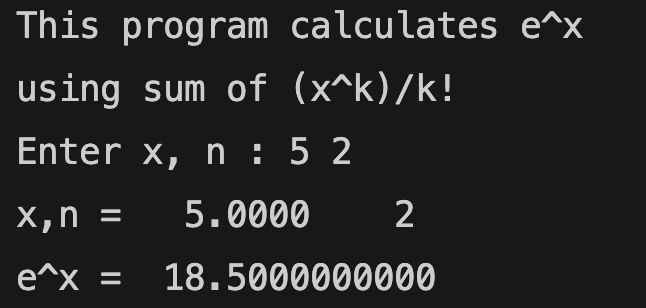 This program calculates e^x
using sum of (x^k)/k!
Enter x, n : 5 2
x,n =   5.0000    2
e^x =  18.5000000000